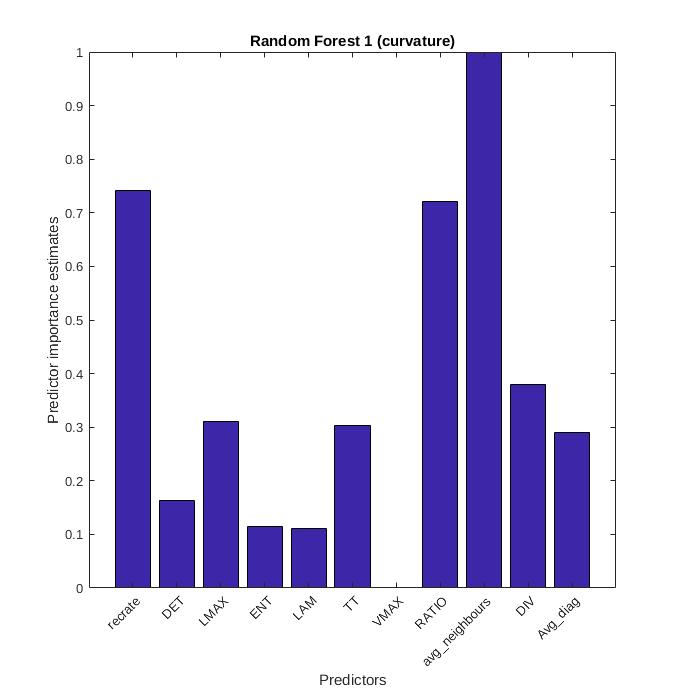 Random Forest 1 (curvature)
1
0.9
0.8
0.7
0.6
0.5
0.4
0.3
0.2
0.1
0
Predictor importance estimates
recrate
DET
LMAX
ENT
LAM
TT
VMAX
RATIO
avg_neighbours
DIV
Avg_diag
Predictors